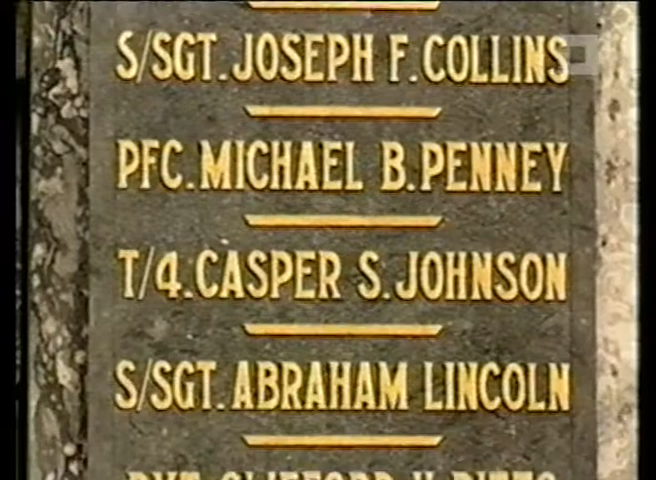 S/SGT. JOSEPH F. COLLINS
PFC. MICHAEL B. PENNEY
T/4. CASPER S. JOHNSON
S/SGT. ABRAHAM LINCOLN